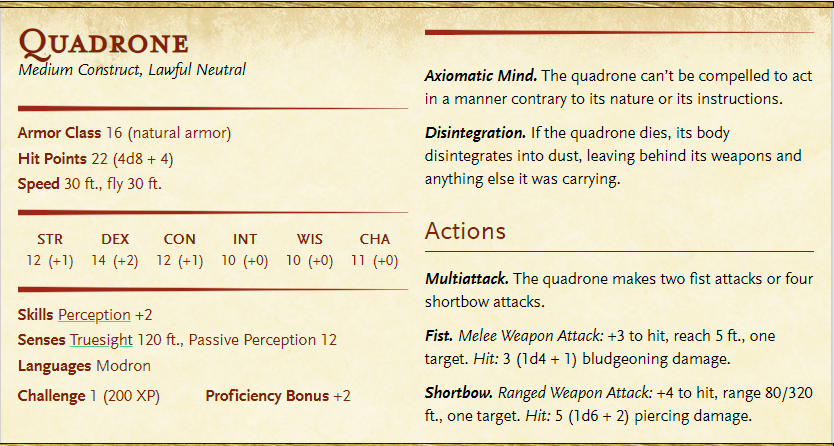 Quadrone
Medium Construct, Lawful Neutral
Armor Class 16 (natural armor)
Hit Points 22 (4d8 + 4)
Speed 30 ft., fly 30 ft.
STR DEX CON INT WIS CHA
12 (+1) 14 (+2) 12 (+1) 10 (+0) 10 (+0) 11 (+0)
Skills Perception +2
Senses Truesight 120 ft., Passive Perception 12
Languages Modron
Challenge 1 (200 XP) Proficiency Bonus +2
Axiomatic Mind. The quadrone can't be compelled to act
in a manner contrary to its nature or its instructions.
Disintegration. If the quadrone dies, its body
disintegrates into dust, leaving behind its weapons and
anything else it was carrying.
Actions
Multiattack. The quadrone makes two fist attacks or four
shortbow attacks.
Fist. Melee Weapon Attack: +3 to hit, reach 5 ft., one
target. Hit: 3 (1d4 + 1) bludgeoning damage.
Shortbow. Ranged Weapon Attack: +4 to hit, range 80/320
ft., one target. Hit: 5 (1d6 + 2) piercing damage.